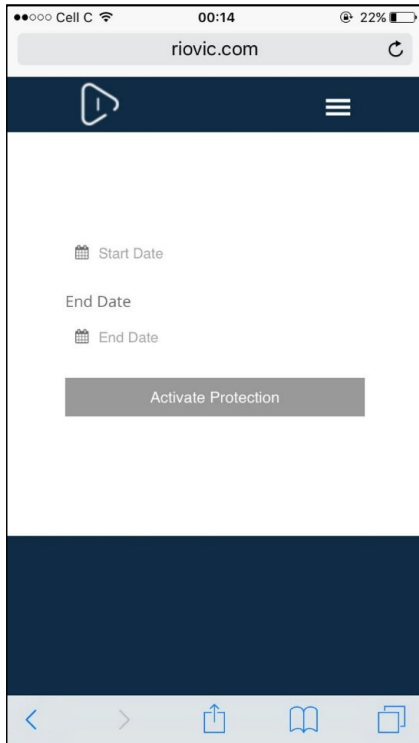 Cell C 00:14 22%
riovic.com
Start Date
End Date
End Date
Activate Protection